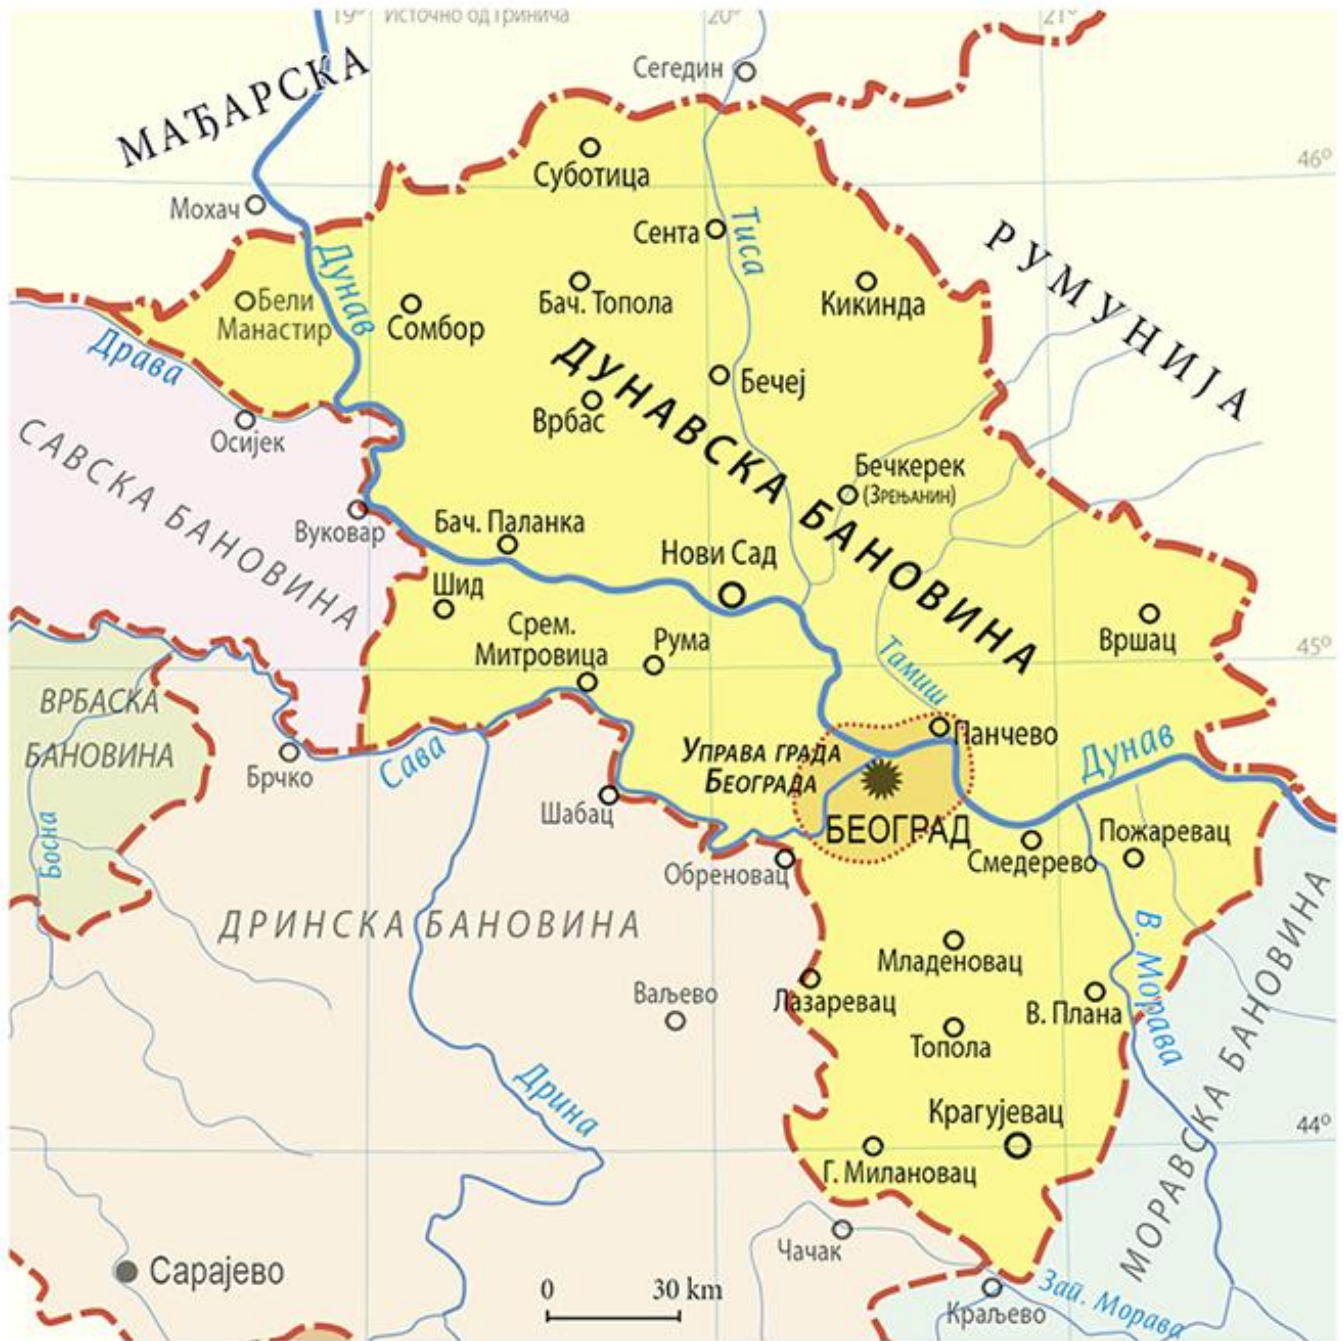 19° Источно од Гринича
20°
21°
Сегедин
МАЂАРСКА
46°
Суботица
Мохач
Сента
Тиса
РУМУНИЈА
Дунав
Бели
Манастир
Сомбор
Бач. Топола
Кикинда
Драва
Бечеј
Врбас
ДУНАВСКА БАНОВИНА
Осијек
САВСКА БАНОВИНА
Бечкерек
(Зрењанин)
Вуковар
Бач. Паланка
Нови Сад
Шид
Срем.
Митровица
Рума
Вршац
45°
Тамиш
ВРБАСКА
БАНОВИНА
Панчево
Дунав
Управа града
Београда
Брчко
Сава
Шабац
БЕОГРАД
Смедерево
Пожаревац
Босна
Обреновац
ДРИНСКА БАНОВИНА
Младеновац
В. Морава
МОРАВСКА БАНОВИНА
Ваљево
Лазаревац
В. Плана
Топола
Дрина
Крагујевац
44°
Г. Милановац
Чачак
Сарајево
0 30 km
Краљево
Зай. Морава